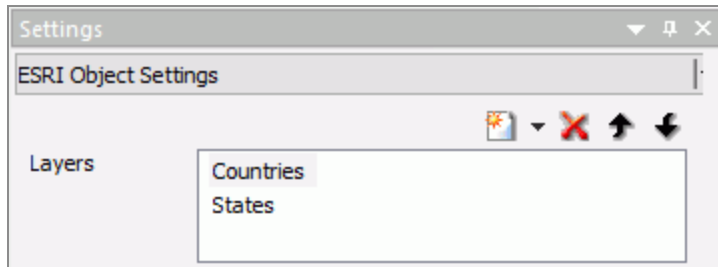 Settings
ESRI Object Settings
Layers
Countries
States